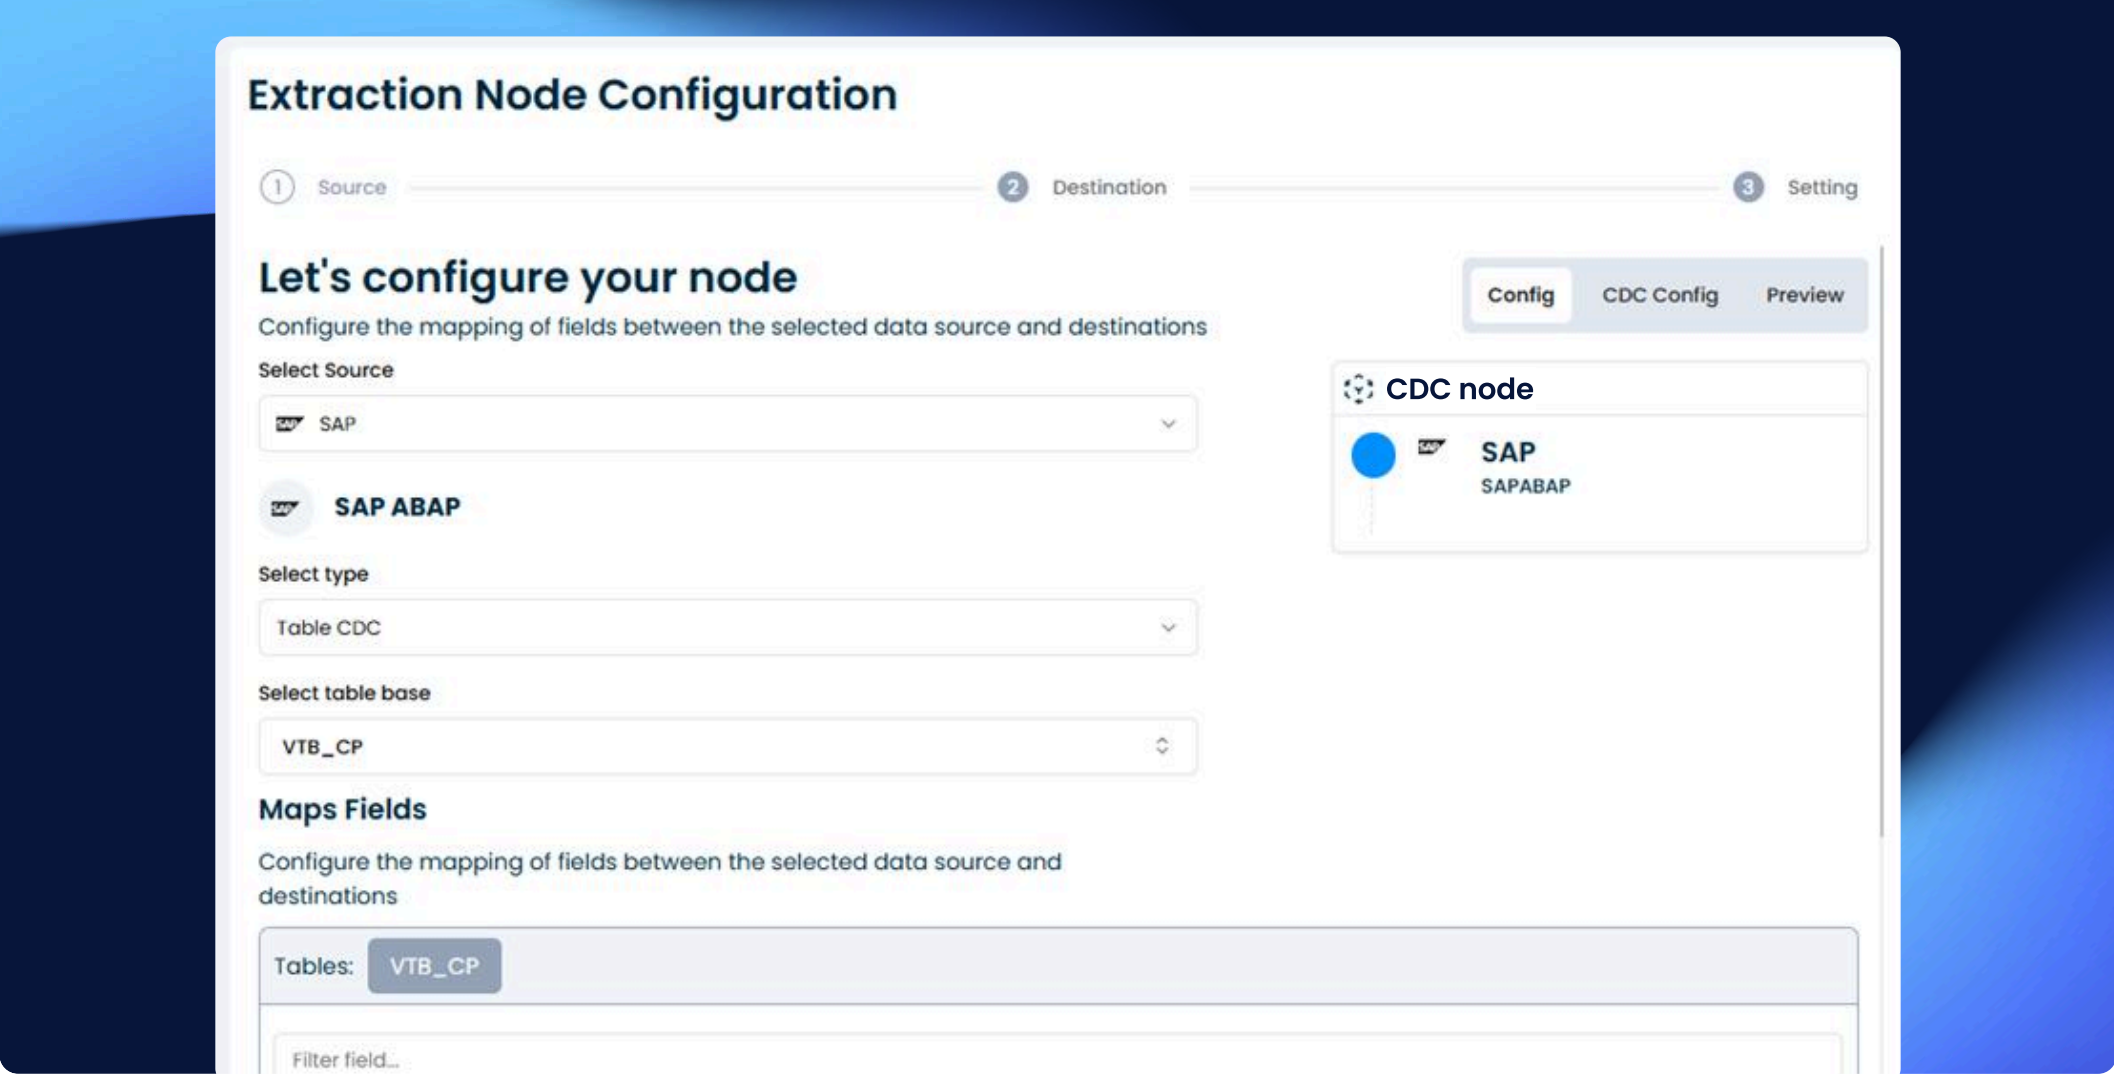 Extraction Node Configuration
1 Source 2 Destination 3 Setting
Let's configure your node
Config CDC Config Preview
Configure the mapping of fields between the selected data source and destinations
Select Source
SAP SAP
CDC node
SAP SAP
SAPABAP
SAP SAP ABAP
Select type
Table CDC
Select table base
VTB_CP
Maps Fields
Configure the mapping of fields between the selected data source and
destinations
Tables: VTB_CP
Filter field...